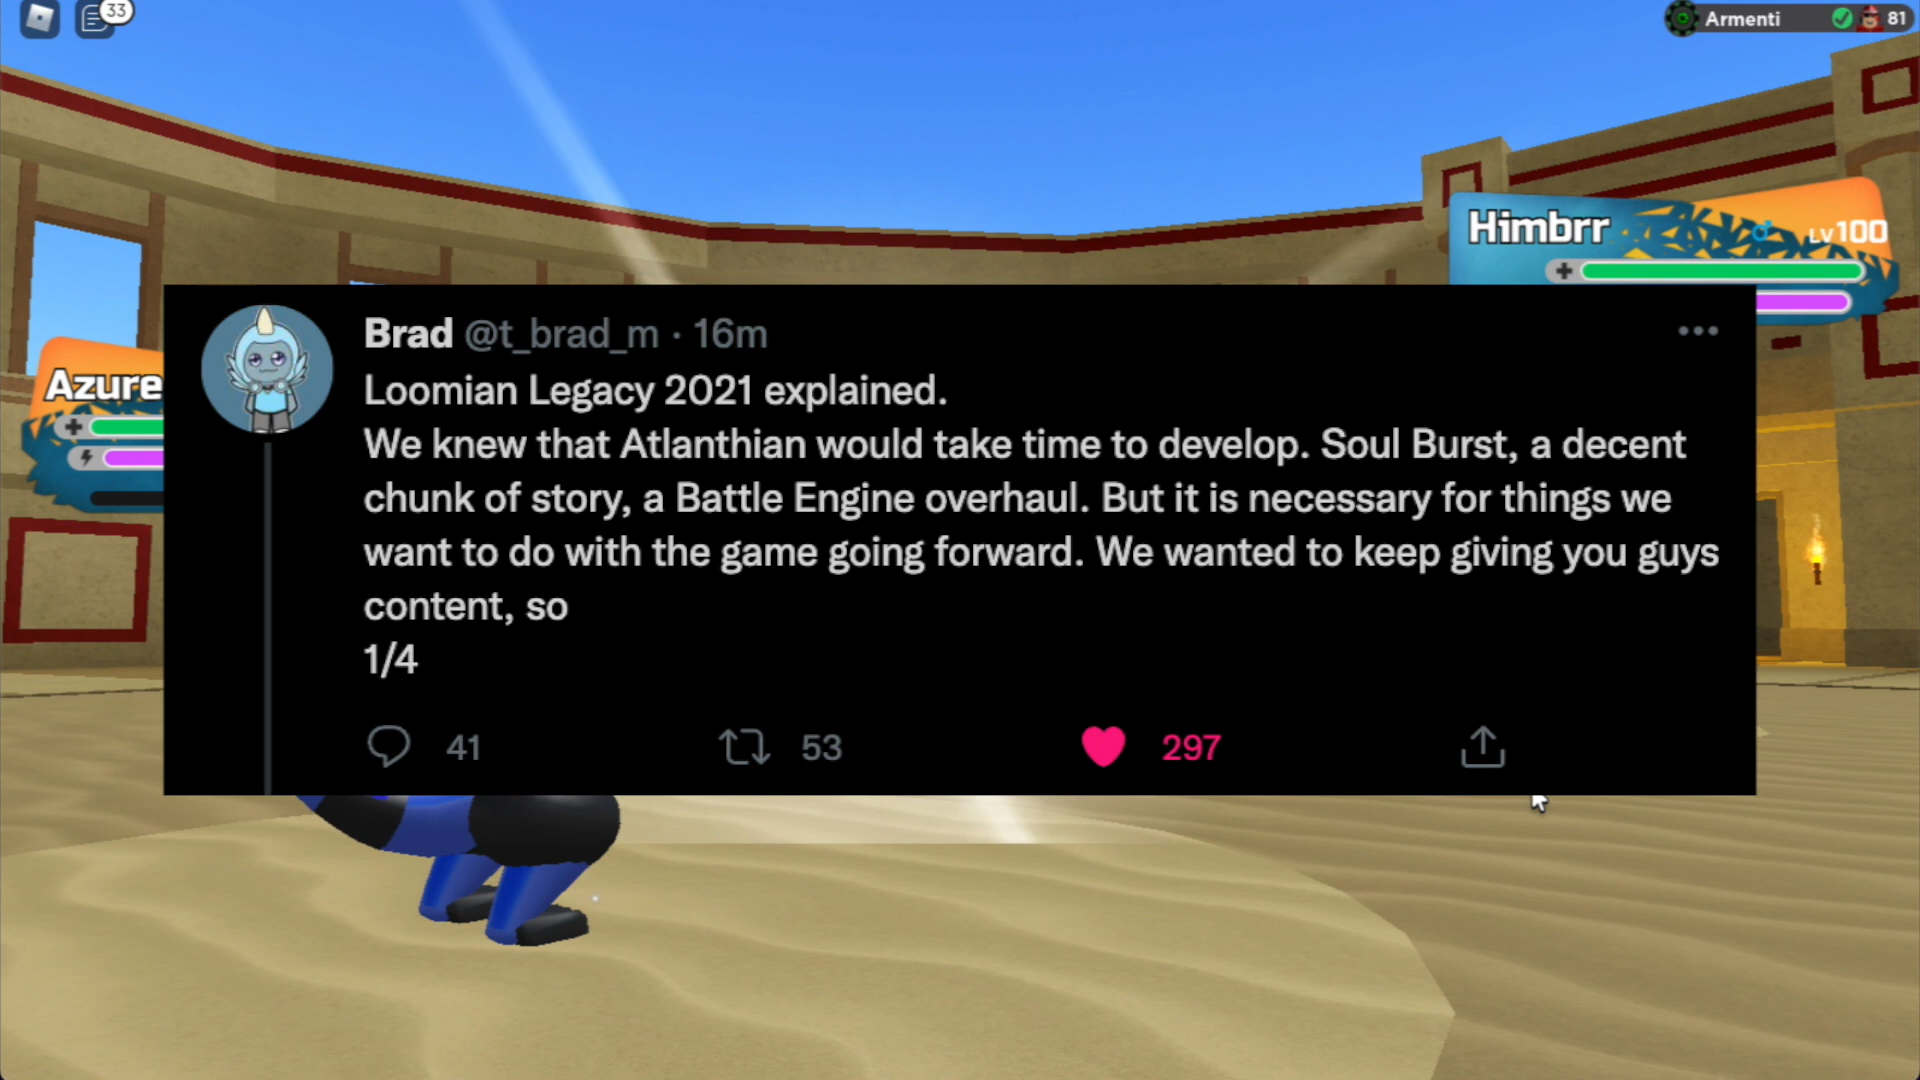 33
Armenti
81
Himbrr
Lv100
Azure
Brad @t_brad_m · 16m
Loomian Legacy 2021 explained.
We knew that Atlanthian would take time to develop. Soul Burst, a decent
chunk of story, a Battle Engine overhaul. But it is necessary for things we
want to do with the game going forward. We wanted to keep giving you guys
content, so
1/4
41
53
297